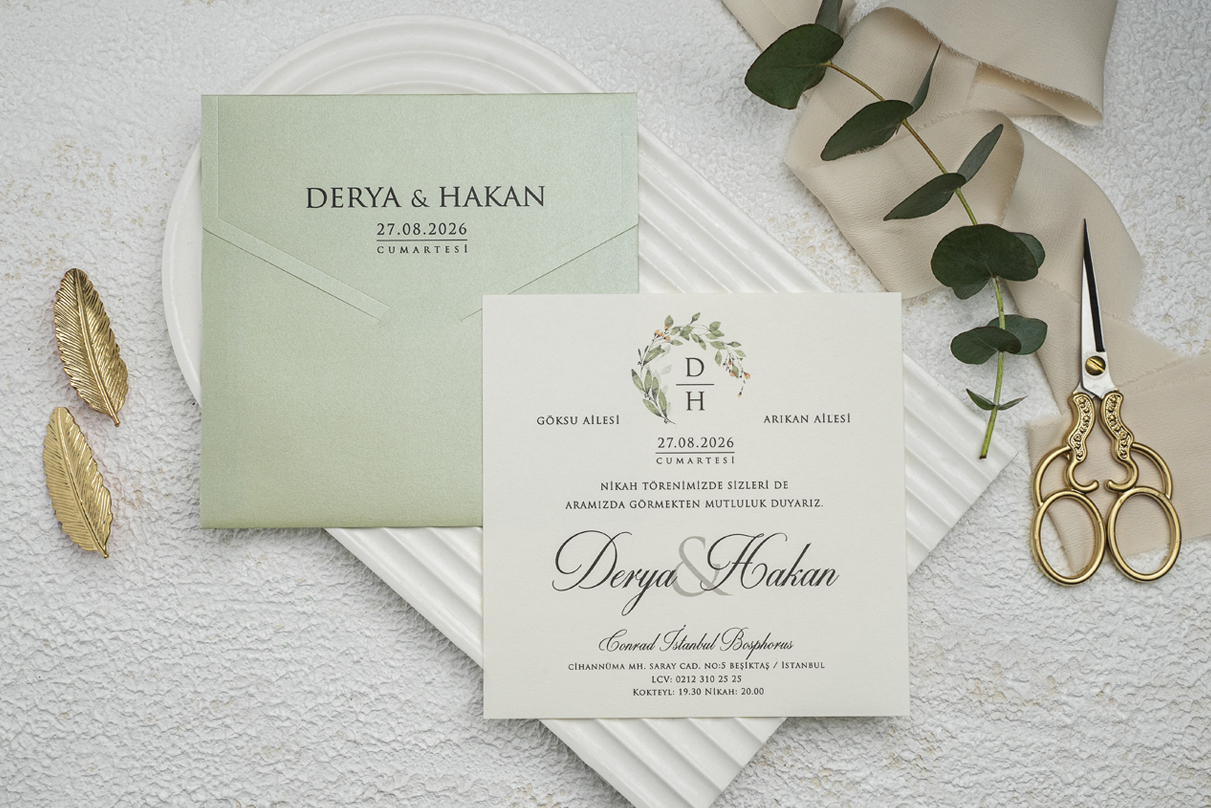 DERYA & HAKAN
27.08.2026
CUMARTESİ
D
H
GÖKSU AİLESİ
ARIKAN AİLESİ
27.08.2026
CUMARTESİ
NİKAH TÖRENİMİZDE SİZLERİ DE
ARAMIZDA GÖRMEKTEN MUTLULUK DUYARIZ.
Derya & Hakan
Conrad İstanbul Bosphorus
CİHANNÜMA MH. SARAY CAD. NO:5 BEŞİKTAŞ / İSTANBUL
LCV: 0212 310 25 25
KOKTEYL: 19.30 NİKAH: 20.00